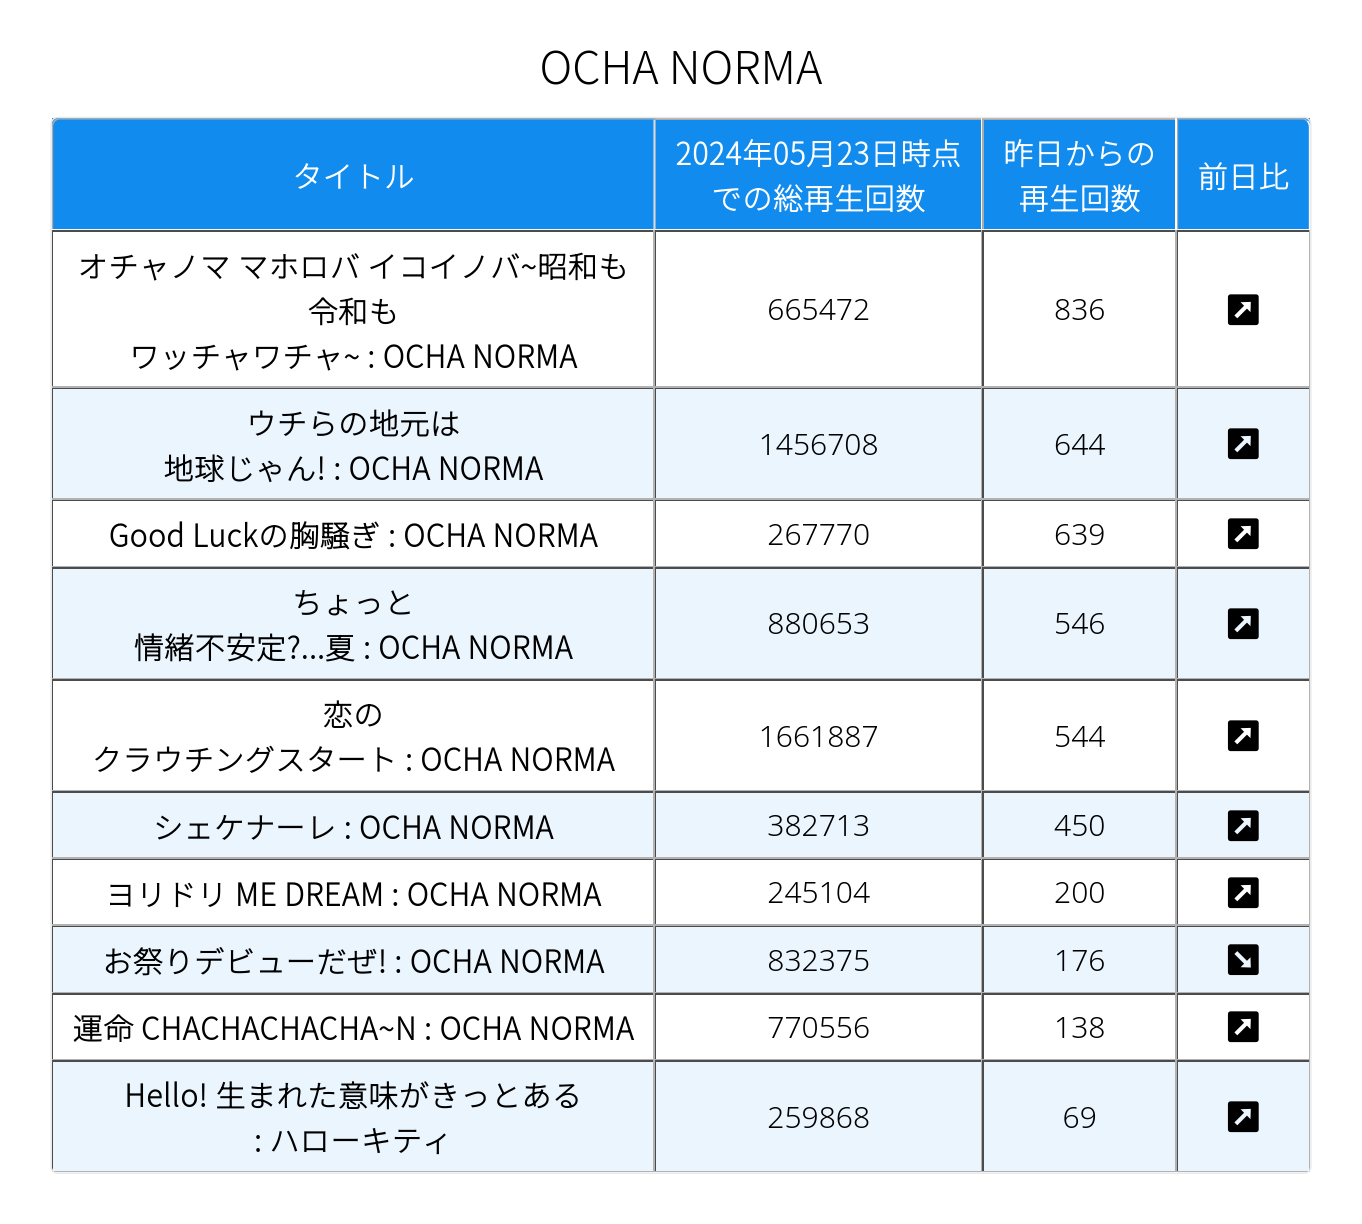 OCHA NORMA
タイトル
2024年05月23日時点
での総再生回数
昨日からの
再生回数
前日比
オチャノマ マホロバ イコイノバ~昭和も
令和も
ワッチャワチャ~ : OCHA NORMA
665472
836
ウチらの地元は
地球じゃん! : OCHA NORMA
1456708
644
Good Luckの胸騒ぎ : OCHA NORMA
267770
639
ちょっと
情緒不安定?...夏 : OCHA NORMA
880653
546
恋の
クラウチングスタート : OCHA NORMA
1661887
544
シェケナーレ : OCHA NORMA
382713
450
ヨリドリ ME DREAM : OCHA NORMA
245104
200
お祭りデビューだぜ! : OCHA NORMA
832375
176
運命 CHACHACHACHA~N : OCHA NORMA
770556
138
Hello! 生まれた意味がきっとある
: ハローキティ
259868
69